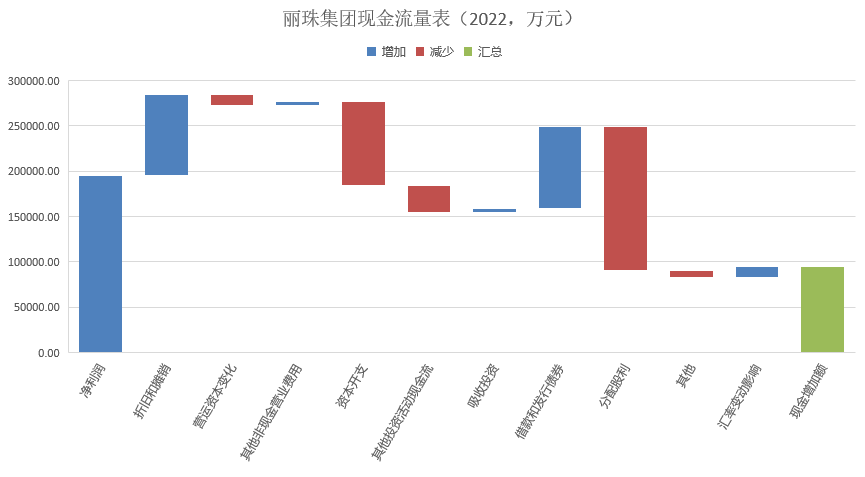 丽珠集团现金流量表（2022，万元）
增加 减少 汇总
300000.00
250000.00
200000.00
150000.00
100000.00
50000.00
0.00
净利润
折旧和摊销
营运资本变化
其他非现金营业费用
资本开支
其他投资活动现金流
吸收投资
借款和发行债券
分配股利
其他
汇率变动影响
现金增加额